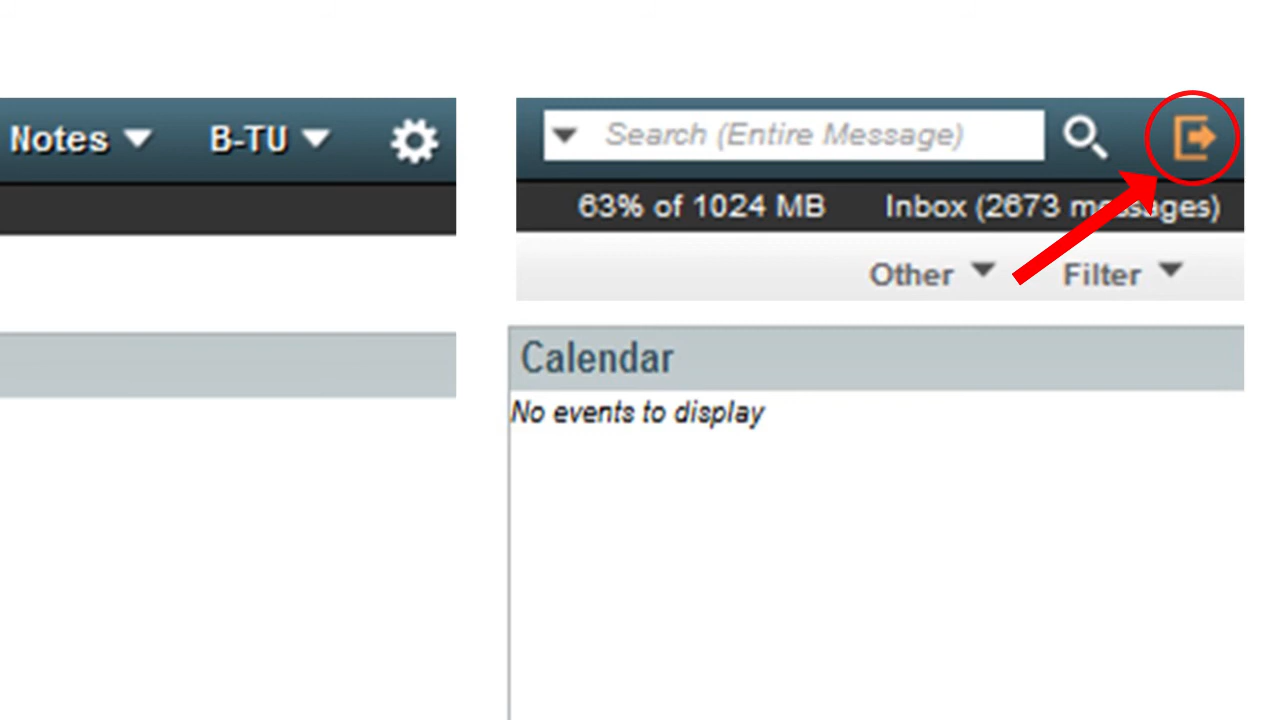 Notes B-TU Search (Entire Message)
63% of 1024 MB Inbox (2673 messages)
Other Filter
Calendar
No events to display